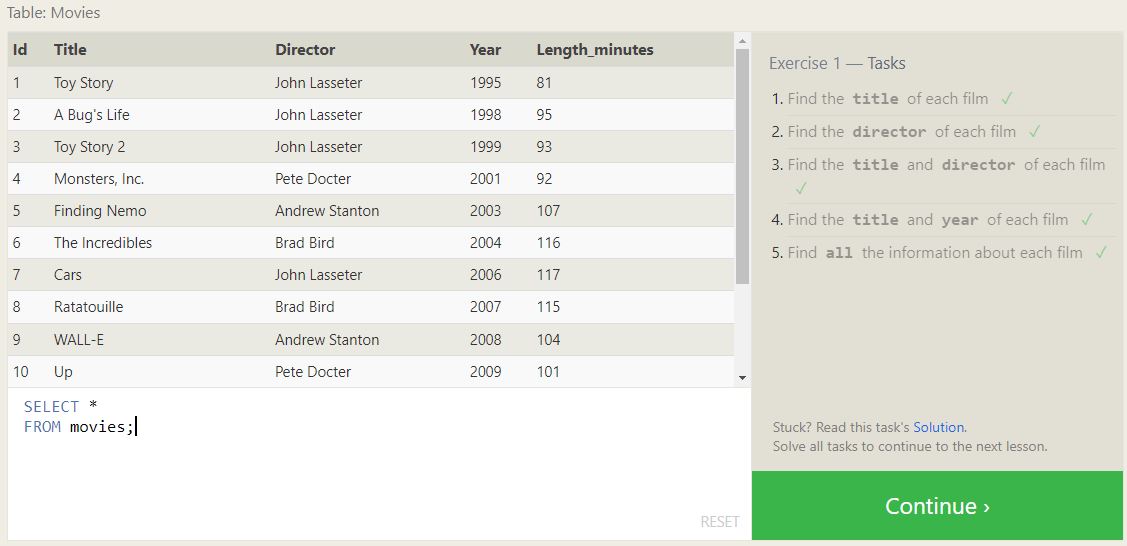 Table: Movies
Id Title Director Year Length_minutes
1 Toy Story John Lasseter 1995 81
2 A Bug's Life John Lasseter 1998 95
3 Toy Story 2 John Lasseter 1999 93
4 Monsters, Inc. Pete Docter 2001 92
5 Finding Nemo Andrew Stanton 2003 107
6 The Incredibles Brad Bird 2004 116
7 Cars John Lasseter 2006 117
8 Ratatouille Brad Bird 2007 115
9 WALL-E Andrew Stanton 2008 104
10 Up Pete Docter 2009 101
SELECT *
FROM movies;
RESET
Exercise 1 — Tasks
1. Find the title of each film ✓
2. Find the director of each film ✓
3. Find the title and director of each film
✓
4. Find the title and year of each film ✓
5. Find all the information about each film ✓
Stuck? Read this task's Solution.
Solve all tasks to continue to the next lesson.
Continue ›